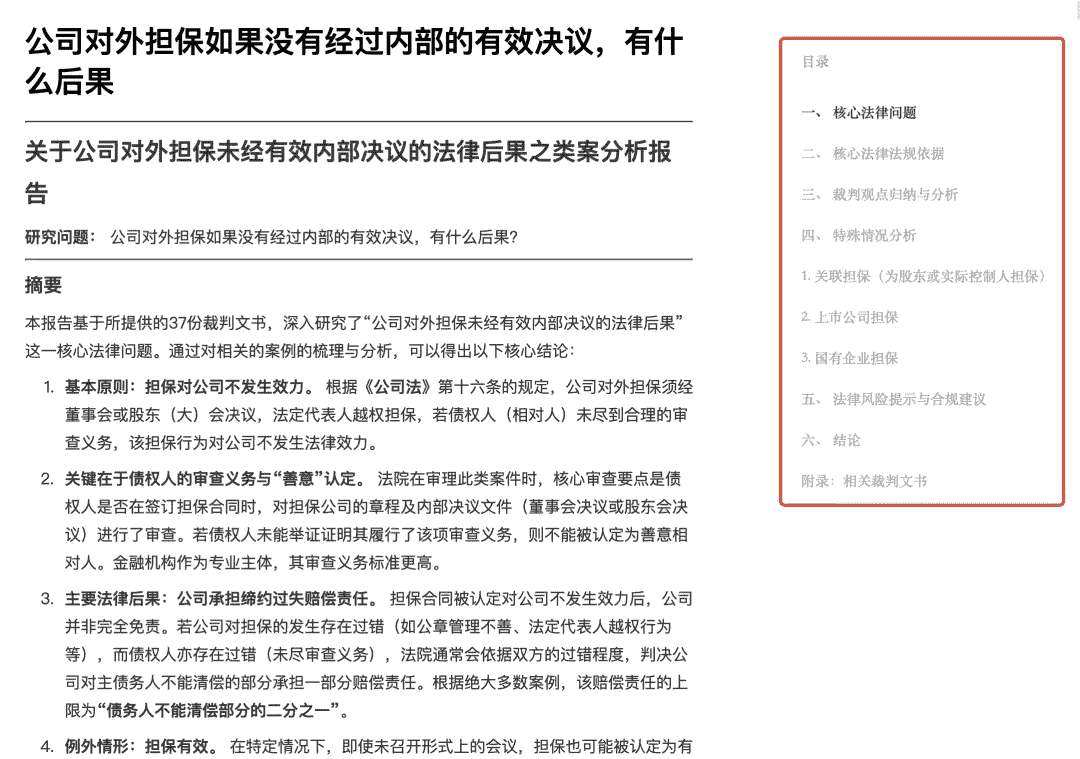 公司对外担保如果没有经过内部的有效决议，有什
么后果
关于公司对外担保未经有效内部决议的法律后果之类案分析报
告
研究问题： 公司对外担保如果没有经过内部的有效决议，有什么后果？
摘要
本报告基于所提供的37份裁判文书，深入研究了“公司对外担保未经有效内部决议的法律后果”
这一核心法律问题。通过对相关的案例的梳理与分析，可以得出以下核心结论：
1. 基本原则：担保对公司不发生效力。 根据《公司法》第十六条的规定，公司对外担保须经
董事会或股东（大）会决议，法定代表人越权担保，若债权人（相对人）未尽到合理的审
查义务，该担保行为对公司不发生法律效力。
2. 关键在于债权人的审查义务与“善意”认定。 法院在审理此类案件时，核心审查要点是债
权人是否在签订担保合同时，对担保公司的章程及内部决议文件（董事会决议或股东会决
议）进行了审查。若债权人未能举证证明其履行了该项审查义务，则不能被认定为善意相
对人。金融机构作为专业主体，其审查义务标准更高。
3. 主要法律后果：公司承担缔约过失赔偿责任。 担保合同被认定对公司不发生效力后，公司
并非完全免责。若公司对担保的发生存在过错（如公章管理不善、法定代表人越权行为
等），而债权人亦存在过错（未尽审查义务），法院通常会依据双方的过错程度，判决公
司对主债务人不能清偿的部分承担一部分赔偿责任。根据绝大多数案例，该赔偿责任的上
限为“债务人不能清偿部分的二分之一”。
4. 例外情形：担保有效。 在特定情况下，即使未召开形式上的会议，担保也可能被认定为有
目录
一、 核心法律问题
二、 核心法律法规依据
三、 裁判观点归纳与分析
四、 特殊情况分析
1. 关联担保（为股东或实际控制人担保）
2. 上市公司担保
3. 国有企业担保
五、 法律风险提示与合规建议
六、 结论
附录：相关裁判文书